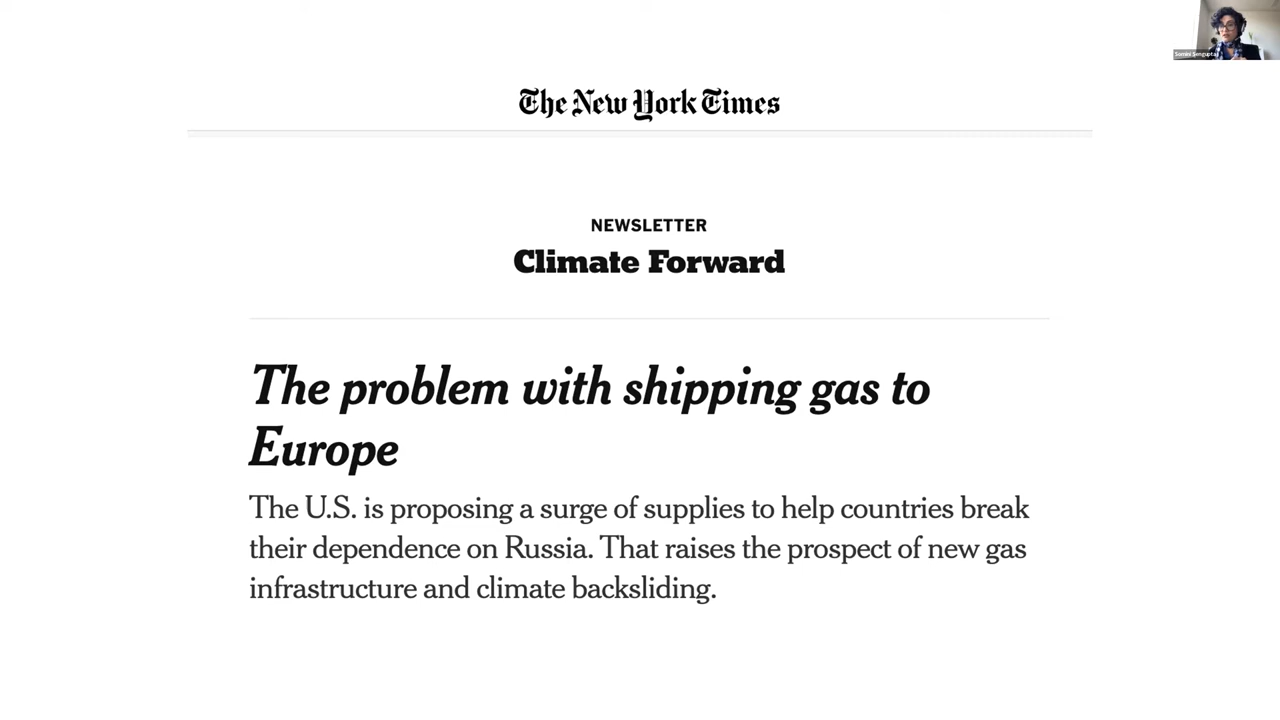 Somini Sengupta
The New York Times
NEWSLETTER
Climate Forward
The problem with shipping gas to
Europe
The U.S. is proposing a surge of supplies to help countries break
their dependence on Russia. That raises the prospect of new gas
infrastructure and climate backsliding.